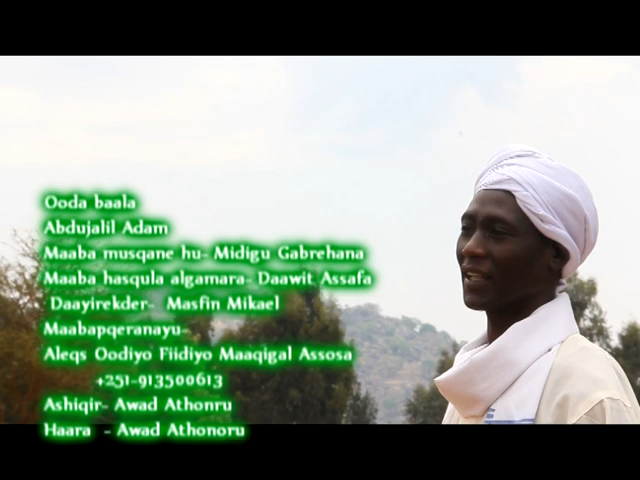 Ooda baala
Abdujalil Adam
Maaba musqane hu- Midigu Gabrehana
Maaba hasqula algamara- Daawit Assafa
Daayirekder- Masfin Mikael
Maabapqeranayu-
Aleqs Oodiyo Fiidiyo Maaqigal Assosa
+251-913500613
Ashiqir- Awad Athonru
Haara - Awad Athonoru